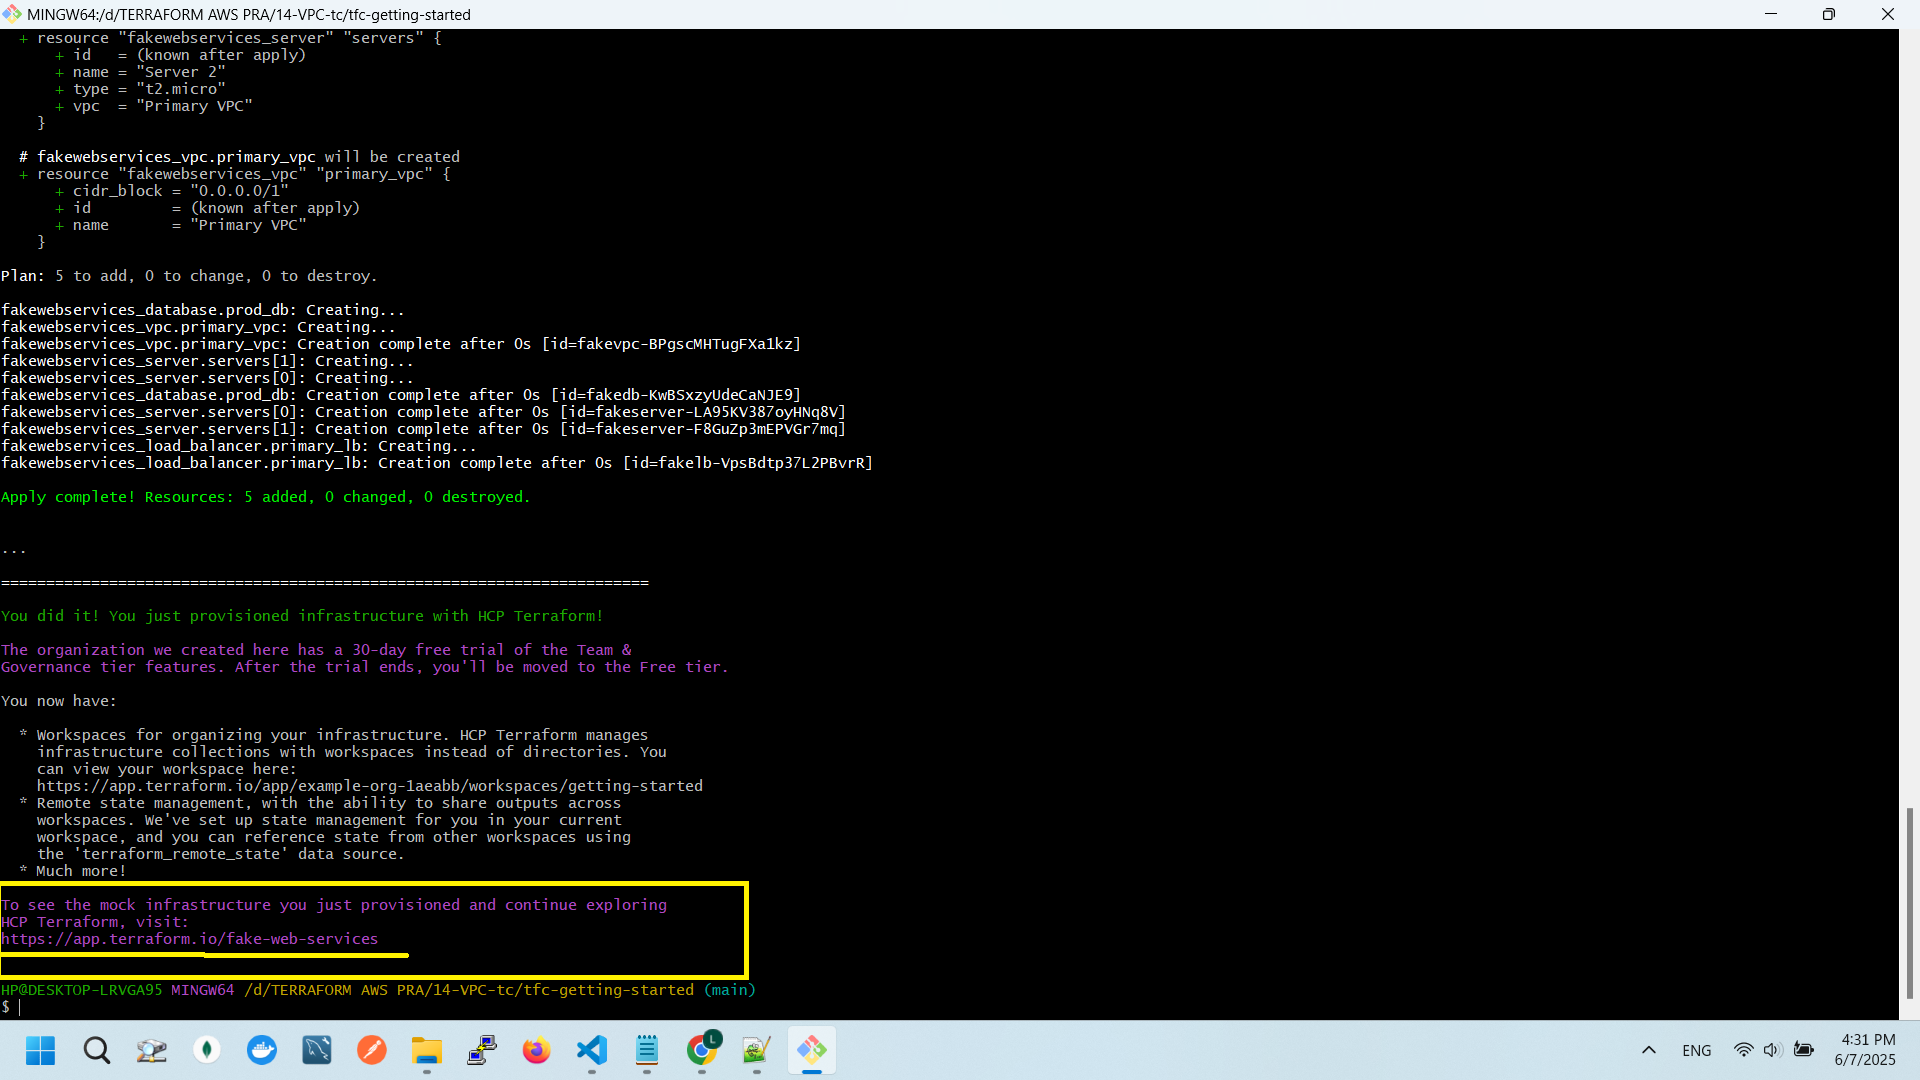 MINGW64:/d/TERRAFORM AWS PRA/14-VPC-tc/tfc-getting-started
  + resource "fakewebservices_server" "servers" {
      + id   = (known after apply)
      + name = "Server 2"
      + type = "t2.micro"
      + vpc  = "Primary VPC"
    }
  # fakewebservices_vpc.primary_vpc will be created
  + resource "fakewebservices_vpc" "primary_vpc" {
      + cidr_block = "0.0.0.0/1"
      + id         = (known after apply)
      + name       = "Primary VPC"
    }
Plan: 5 to add, 0 to change, 0 to destroy.
fakewebservices_database.prod_db: Creating...
fakewebservices_vpc.primary_vpc: Creating...
fakewebservices_vpc.primary_vpc: Creation complete after 0s [id=fakevpc-BPgscMHTugFXa1kz]
fakewebservices_server.servers[1]: Creating...
fakewebservices_server.servers[0]: Creating...
fakewebservices_database.prod_db: Creation complete after 0s [id=fakedb-KwBSxzyUdeCaNJE9]
fakewebservices_server.servers[0]: Creation complete after 0s [id=fakeserver-LA95KV387oyHNq8V]
fakewebservices_server.servers[1]: Creation complete after 0s [id=fakeserver-F8GuZp3mEPVGr7mq]
fakewebservices_load_balancer.primary_lb: Creating...
fakewebservices_load_balancer.primary_lb: Creation complete after 0s [id=fakelb-VpsBdtp37L2PBvrR]
Apply complete! Resources: 5 added, 0 changed, 0 destroyed.
...
========================================================================
You did it! You just provisioned infrastructure with HCP Terraform!
The organization we created here has a 30-day free trial of the Team &
Governance tier features. After the trial ends, you'll be moved to the Free tier.
You now have:
  * Workspaces for organizing your infrastructure. HCP Terraform manages
    infrastructure collections with workspaces instead of directories. You
    can view your workspace here:
    https://app.terraform.io/app/example-org-1aeabb/workspaces/getting-started
  * Remote state management, with the ability to share outputs across
    workspaces. We've set up state management for you in your current
    workspace, and you can reference state from other workspaces using
    the 'terraform_remote_state' data source.
  * Much more!
To see the mock infrastructure you just provisioned and continue exploring
HCP Terraform, visit:
https://app.terraform.io/fake-web-services
HP@DESKTOP-LRVGA95 MINGW64 /d/TERRAFORM AWS PRA/14-VPC-tc/tfc-getting-started (main)
$
L
ENG
4:31 PM
6/7/2025